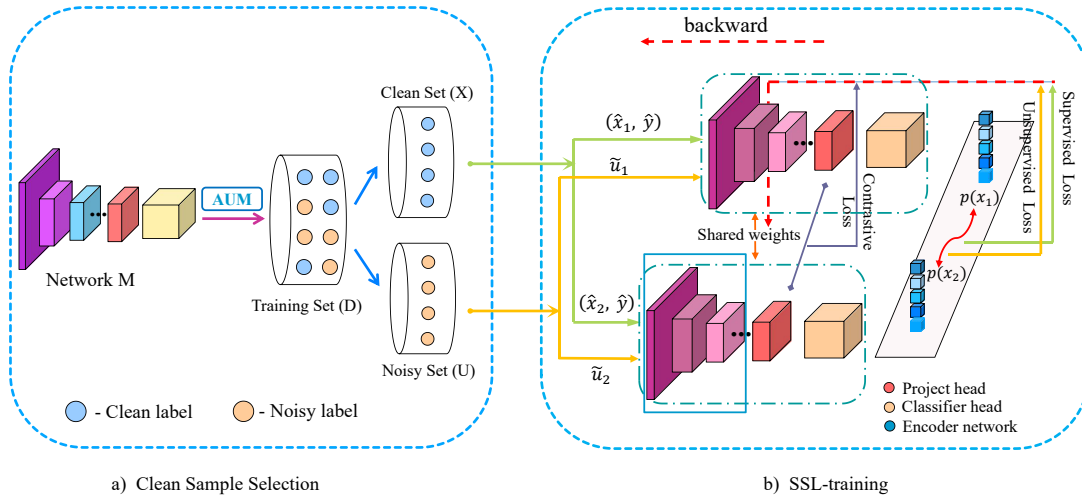 backward
Clean Set (X)
(x̂₁, ŷ)
ũ₁
AUM
Network M
Training Set (D)
Noisy Set (U)
- Clean label
- Noisy label
Shared weights
Contrastive
Loss
(x̂₂, ŷ)
ũ₂
p(x₁)
p(x₂)
Unsupervised Loss
Supervised Loss
Project head
Classifier head
Encoder network
a) Clean Sample Selection
b) SSL-training